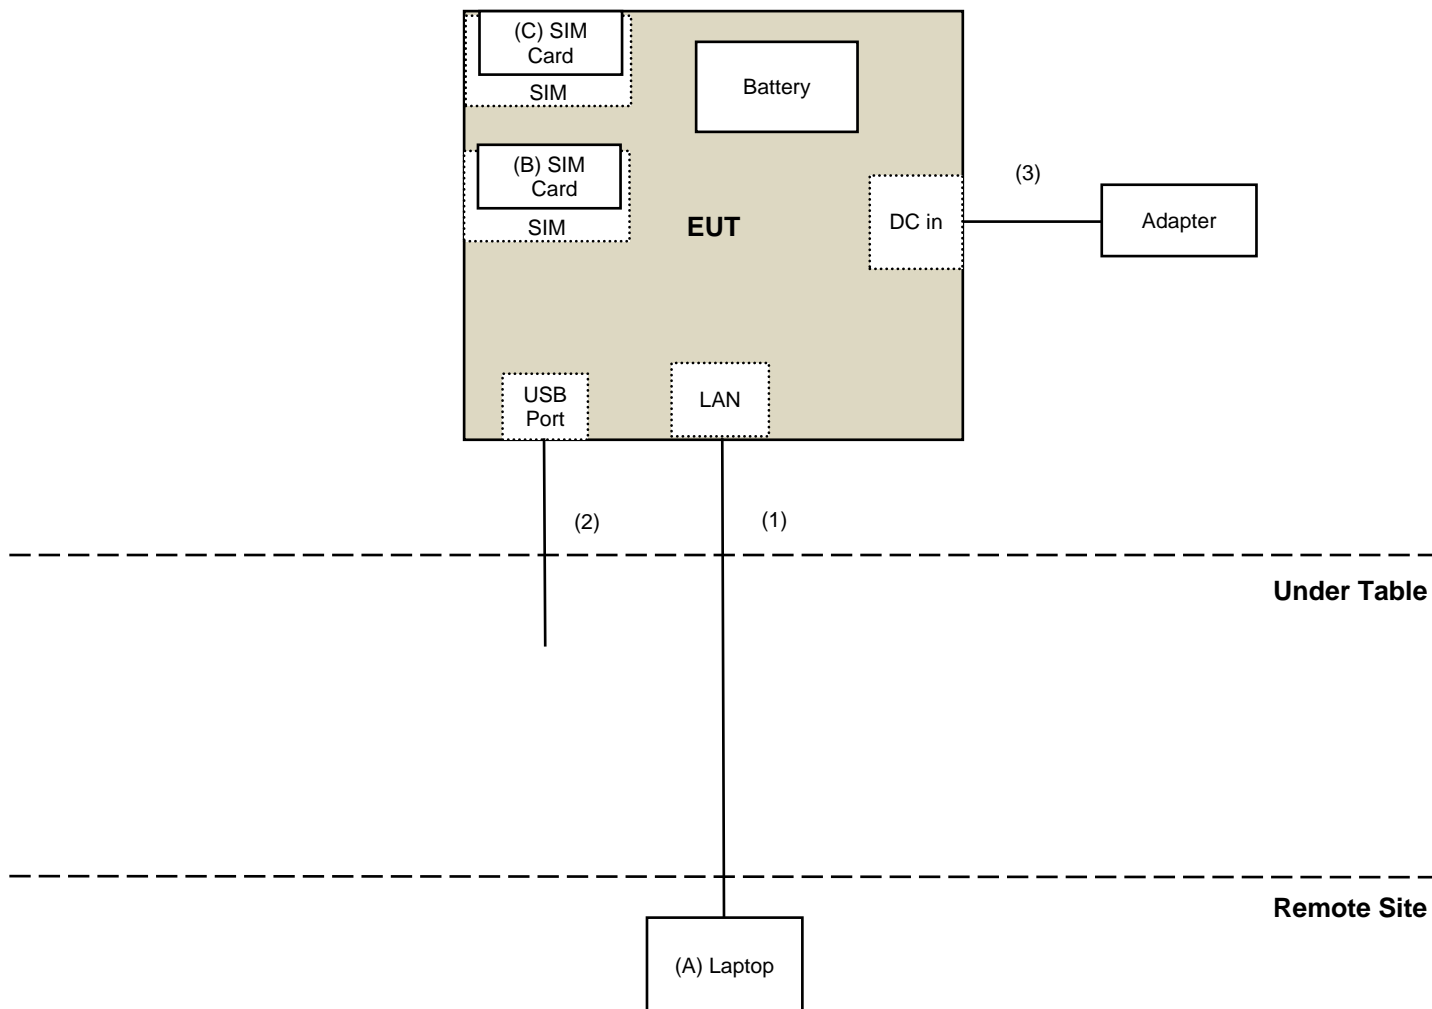 (C) SIM
Card
SIM
Battery
(B) SIM
Card
SIM
EUT
DC in
(3)
Adapter
USB
Port
LAN
(2)
(1)
Under Table
Remote Site
(A) Laptop